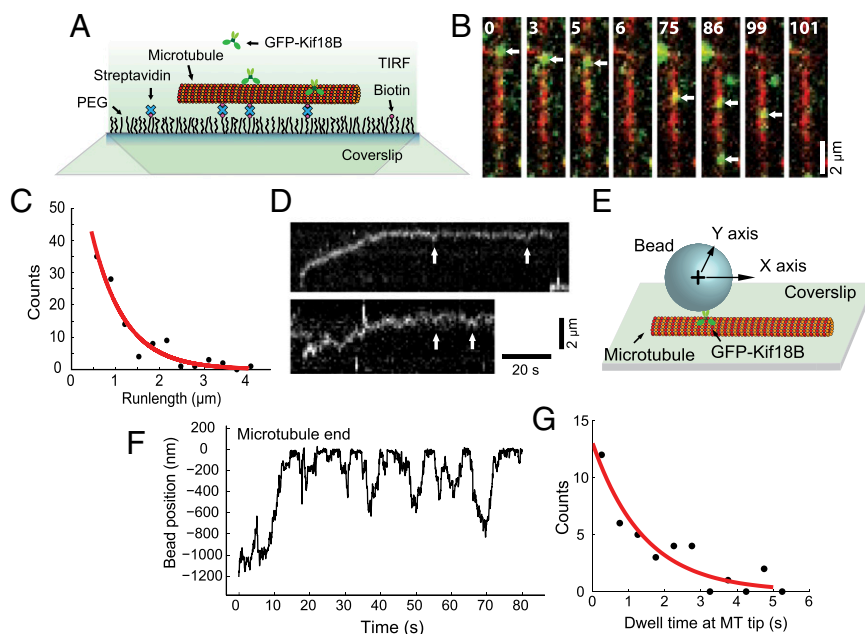 A
GFP-Kif18B
Microtubule
TIRF
Streptavidin
PEG
Biotin
Coverslip
B
0 3 5 6 75 86 99 101
2 μm
C
50
40
30
20
10
0
Counts
0 1 2 3 4
Runlength (μm)
D
2 μm
20 s
E
Y axis
Bead
X axis
Coverslip
Microtubule
GFP-Kif18B
F
Microtubule end
200
0
−200
−400
−600
−800
−1000
−1200
Bead position (nm)
0 10 20 30 40 50 60 70 80
Time (s)
G
15
10
5
0
Counts
0 1 2 3 4 5 6
Dwell time at MT tip (s)